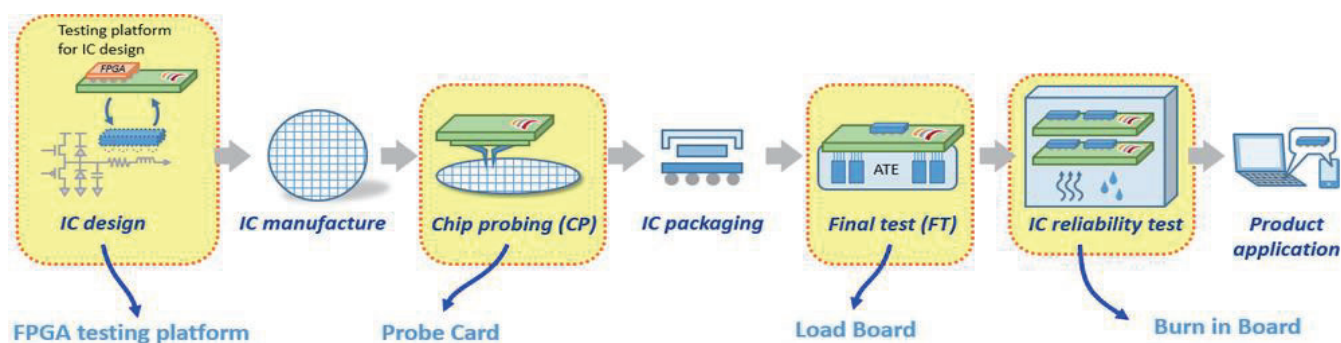 Testing platform
for IC design
FPGA
IC design
IC manufacture
Chip probing (CP)
IC packaging
ATE
Final test (FT)
IC reliability test
Product
application
FPGA testing platform
Probe Card
Load Board
Burn in Board